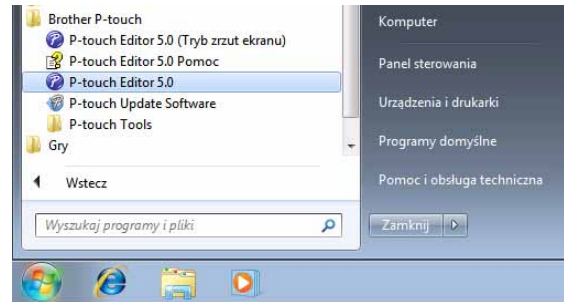 Brother P-touch
P-touch Editor 5.0 (Tryb zrzut ekranu)
P-touch Editor 5.0 Pomoc
P-touch Editor 5.0
P-touch Update Software
P-touch Tools
Gry
Wstecz
Wyszukaj programy i pliki
Komputer
Panel sterowania
Urządzenia i drukarki
Programy domyślne
Pomoc i obsługa techniczna
Zamknij